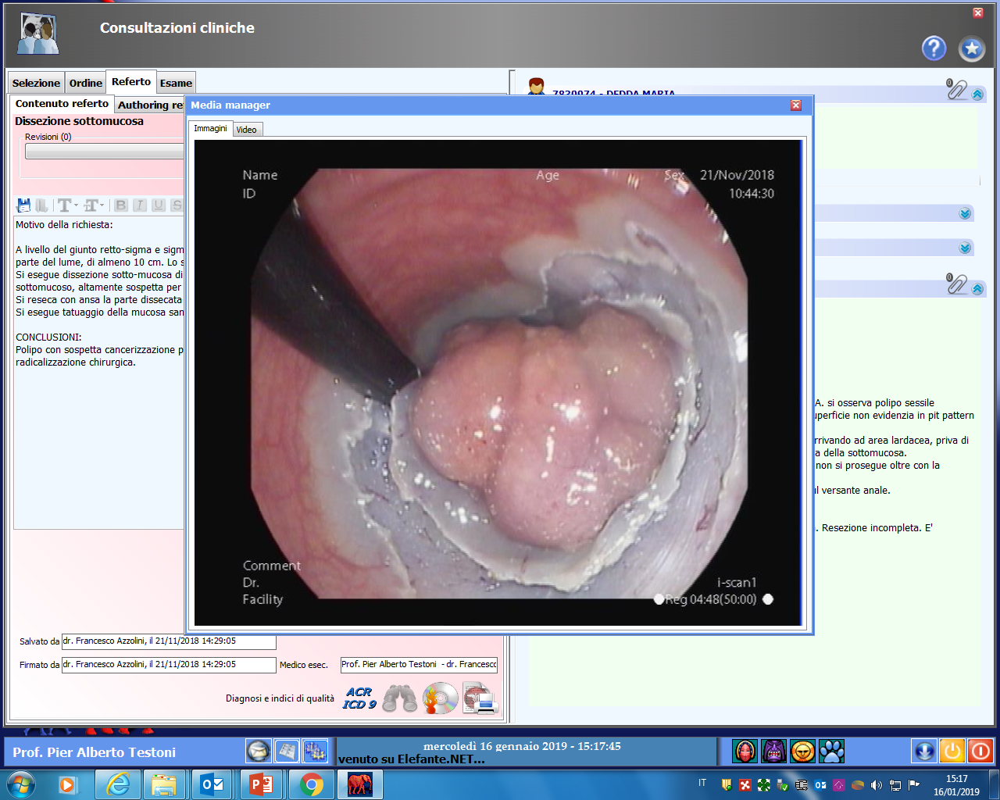 Consultazioni cliniche
Selezione
Ordine
Referto
Esame
Contenuto referto
Authoring
Dissezione sottomucosa
Revisioni (0)
Motivo della richiesta:
A livello del giunto retto-sigma e
parte del lume, di almeno 10 cm. Lo
Si esegue dissezione sotto-mucosa di
sottomucoso, altamente sospetta per
Si reseca con ansa la parte dissecata
Si esegue tatuaggio della mucosa
CONCLUSIONI:
Polipo con sospetta cancerizzazione
radicalizzazione chirurgica.
Salvato da
dr. Francesco Azzolini, il 21/11/2018 14:29:05
Firmato da
dr. Francesco Azzolini, il 21/11/2018 14:29:05
Medico esec.
Prof. Pier Alberto Testoni - dr.
Diagnosi e indici di qualità
ACR
ICD 9
Media manager
Immagini
Video
Name
Age
Sex
21/Nov/2018
ID
10:44:30
Comment
Dr.
Facility
i-scan1
Reg 04:48(50:00)
7830974 - DEDDA MARIA
0
0
A. si osserva polipo sessile
superficie non evidenzia in pit pattern
arrivando ad area lardacea, priva di
della sottomucosa.
non si prosegue oltre con la
versante anale.
Resezione incompleta. E'
Prof. Pier Alberto Testoni
mercoledì 16 gennaio 2019 - 15:17:45
venuto su Elefante.NET...
IT
15:17
16/01/2019